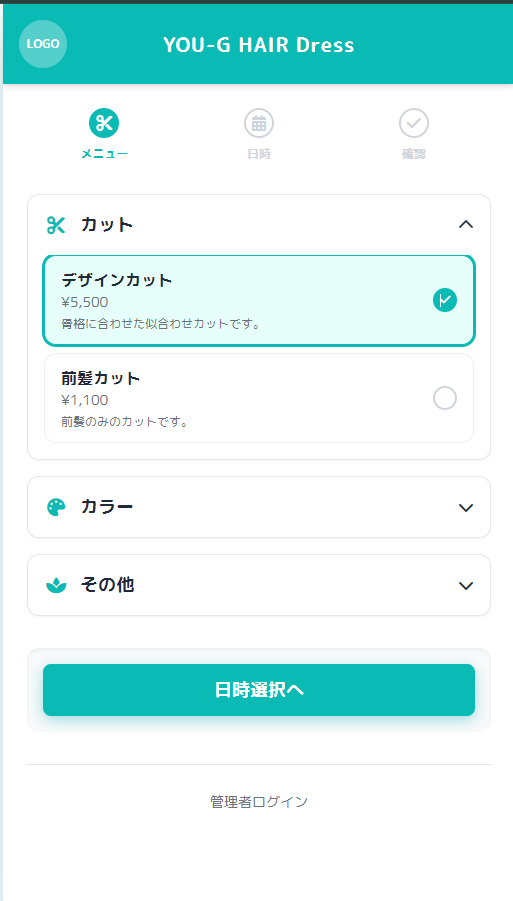 LOGO
YOU-G HAIR Dress
メニュー
日時
確認
カット
デザインカット
¥5,500
骨格に合わせた似合わせカットです。
前髪カット
¥1,100
前髪のみのカットです。
カラー
その他
日時選択へ
管理者ログイン